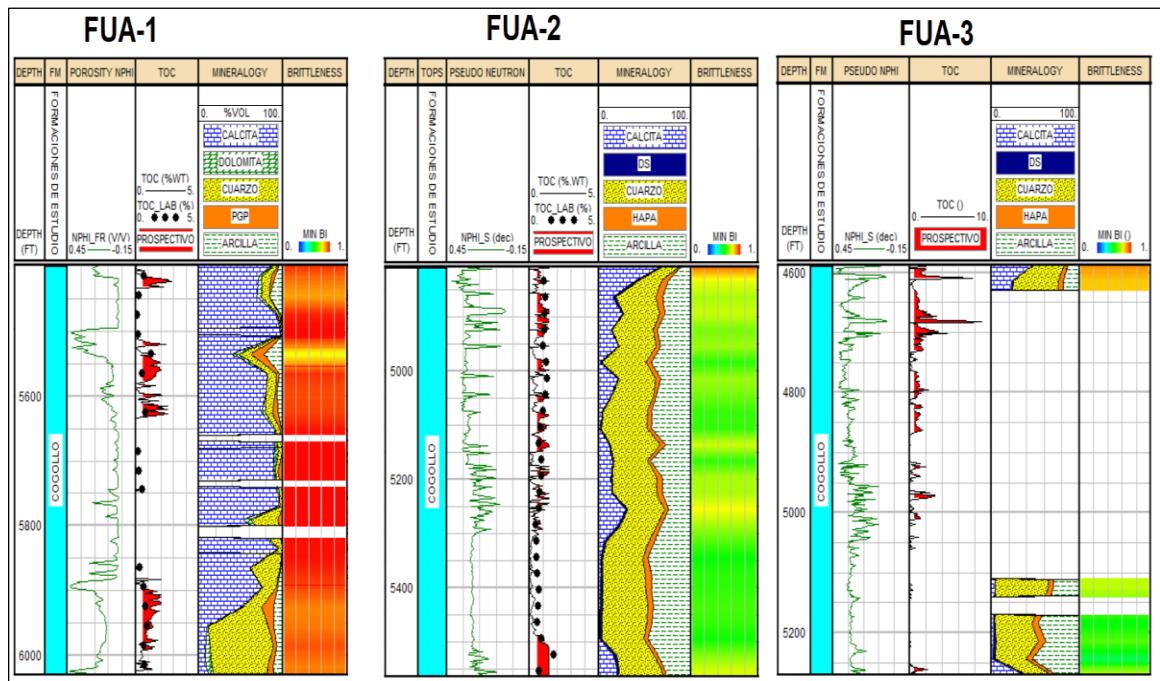 FUA-1
DEPTH FM POROSITY NPHI TOC MINERALOGY BRITTLENESS
FORMACIONES DE ESTUDIO
0. %VOL 100.
CALCITA
DOLOMITA
CUARZO
PGP
ARCILLA
TOC (%WT)
0. 5.
TOC_LAB (%)
0. 5.
PROSPECTIVO
NPHI_FR (V/V)
0.45 -0.15
MIN BI
0. 1.
DEPTH
(FT)
COGOLLO
5600
5800
6000
FUA-2
DEPTH TOPS PSEUDO NEUTRON TOC MINERALOGY BRITTLENESS
FORMACIONES DE ESTUDIO
0. 100.
CALCITA
DS
CUARZO
HAPA
ARCILLA
TOC (%.WT)
0. 5.
TOC_LAB (%)
0. 5.
PROSPECTIVO
NPHI_S (dec)
0.45 -0.15
MIN BI
0. 1.
DEPTH
(FT)
COGOLLO
5000
5200
5400
FUA-3
DEPTH FM PSEUDO NPHI TOC MINERALOGY BRITTLENESS
FORMACIONES DE ESTUDIO
0. 100.
CALCITA
DS
CUARZO
HAPA
ARCILLA
TOC ()
0. 10.
PROSPECTIVO
NPHI_S (dec)
0.45 -0.15
MIN BI ()
0. 1.
DEPTH
(FT)
COGOLLO
4600
4800
5000
5200